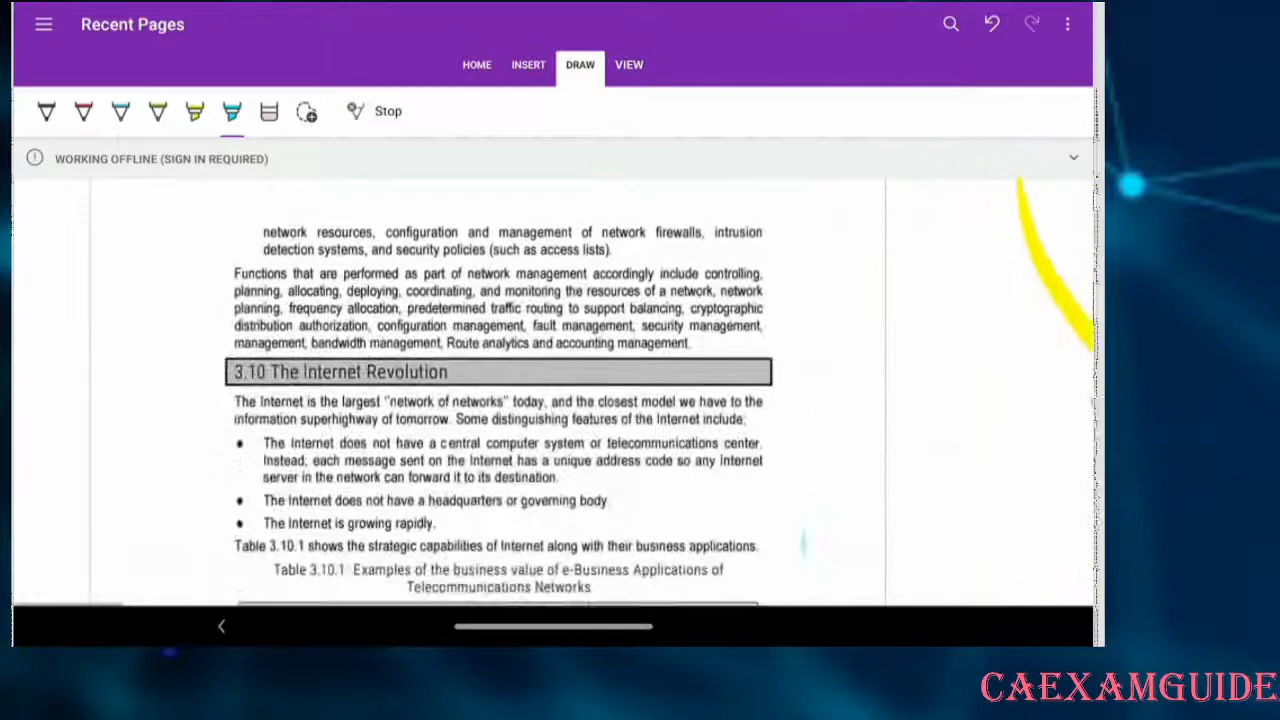 Recent Pages
HOME INSERT DRAW VIEW
Stop
WORKING OFFLINE (SIGN IN REQUIRED)
network resources, configuration and management of network firewalls, intrusion
detection systems, and security policies (such as access lists).
Functions that are performed as part of network management accordingly include controlling,
planning, allocating, deploying, coordinating, and monitoring the resources of a network, network
planning, frequency allocation, predetermined traffic routing to support balancing, cryptographic
distribution authorization, configuration management, fault management, security management,
management, bandwidth management, Route analytics and accounting management.
3.10 The Internet Revolution
The Internet is the largest "network of networks" today, and the closest model we have to the
information superhighway of tomorrow. Some distinguishing features of the Internet include:
• The Internet does not have a central computer system or telecommunications center.
Instead, each message sent on the Internet has a unique address code so any Internet
server in the network can forward it to its destination.
• The Internet does not have a headquarters or governing body.
• The Internet is growing rapidly.
Table 3.10.1 shows the strategic capabilities of Internet along with their business applications.
Table 3.10.1 Examples of the business value of e-Business Applications of
Telecommunications Networks
CAEXAMGUIDE